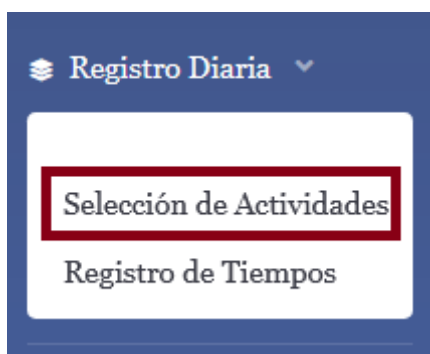 Registro Diaria
Selección de Actividades
Registro de Tiempos